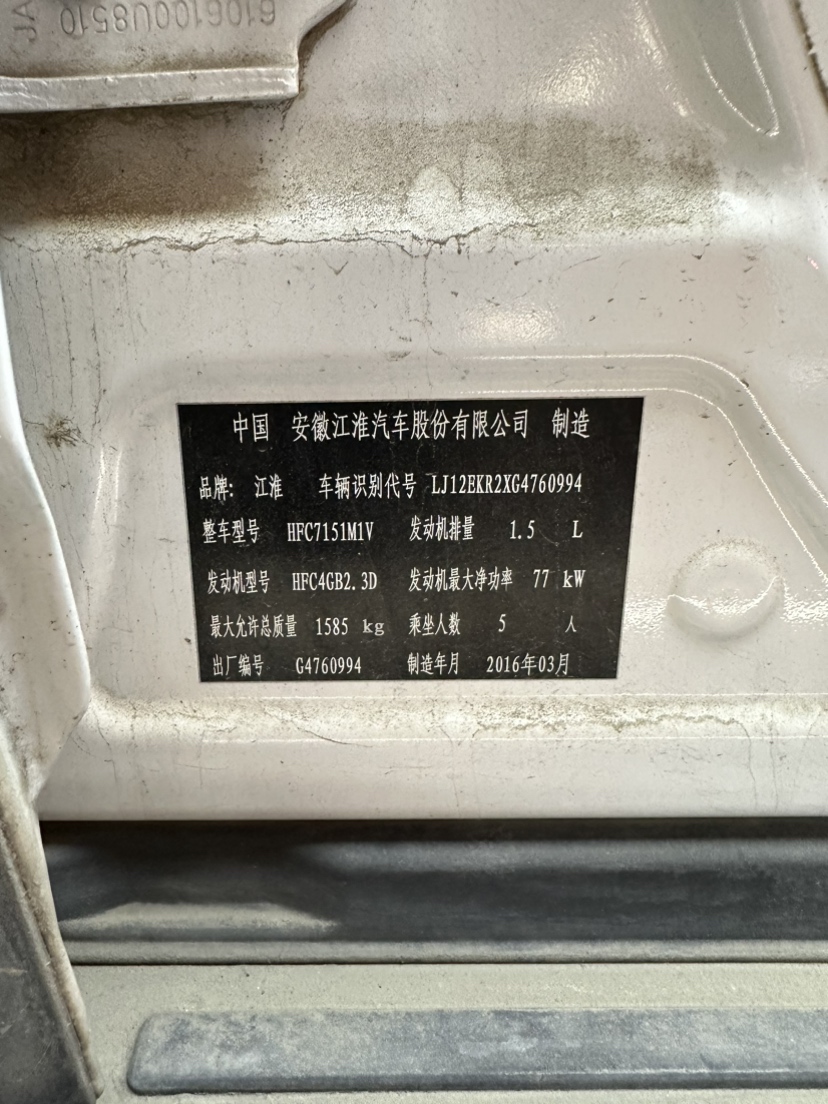 6106100U8510
JA
中国 安徽江淮汽车股份有限公司 制造
品牌: 江淮 车辆识别代号 LJ12EKR2XG4760994
整车型号 HFC7151M1V 发动机排量 1.5 L
发动机型号 HFC4GB2.3D 发动机最大净功率 77 kW
最大允许总质量 1585 kg 乘坐人数 5 人
出厂编号 G4760994 制造年月 2016年03月